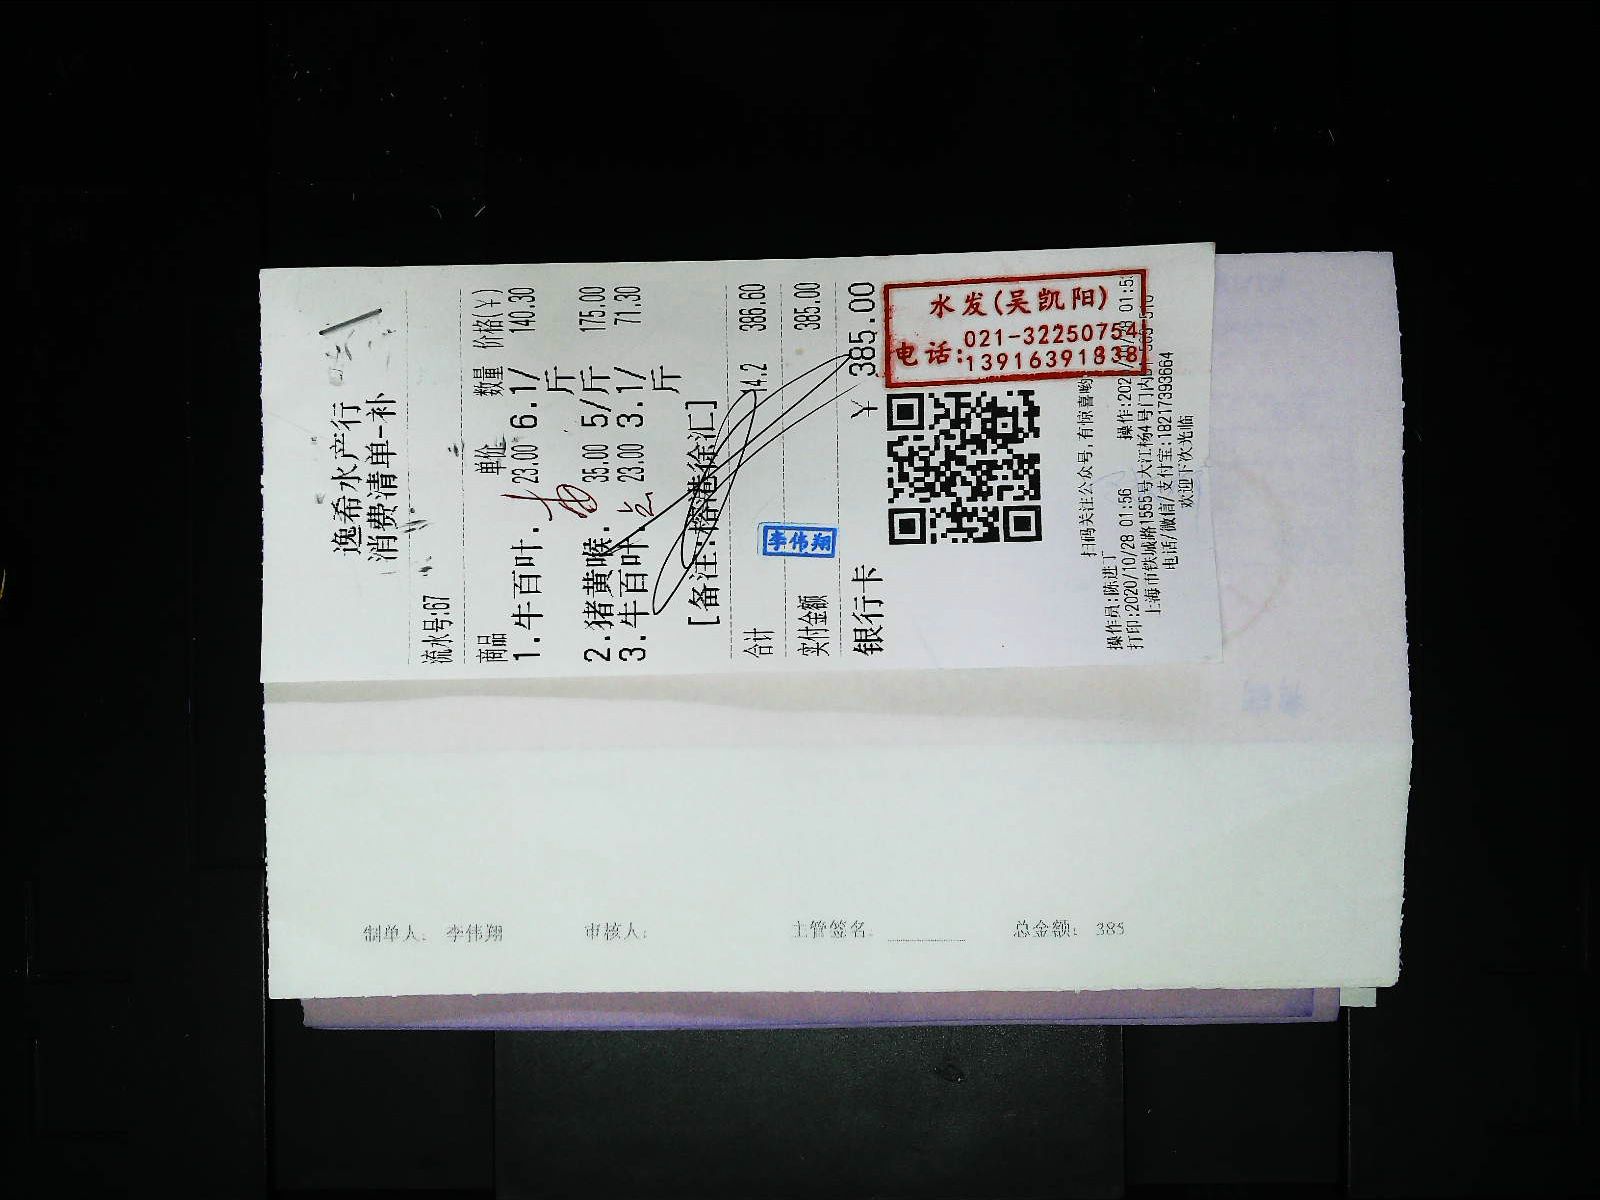 逸希水产行
消费清单-补
流水号:67
商品 单价 数量 价格(¥)
1.牛百叶. 23.00 6.1/斤 140.30
2.猪黄喉. 35.00 5/斤 175.00
3.牛百叶. 23.00 3.1/斤 71.30
[备注:榕港徐汇]
合计 14.2 386.60
李伟翔
实付金额 385.00
银行卡 ¥ 385.00
水发(吴凯阳)
电话: 021-32250754
13916391838
扫码关注公众号,有惊喜哟
操作员:陈进广
打印:2020/10/28 01:56 操作:202
上海市铁城路1555号大江杨4号门内
电话/微信/支付宝:18217393664
欢迎下次光临
制单人: 李伟翔 审核人: 主管签名: 总金额: 385